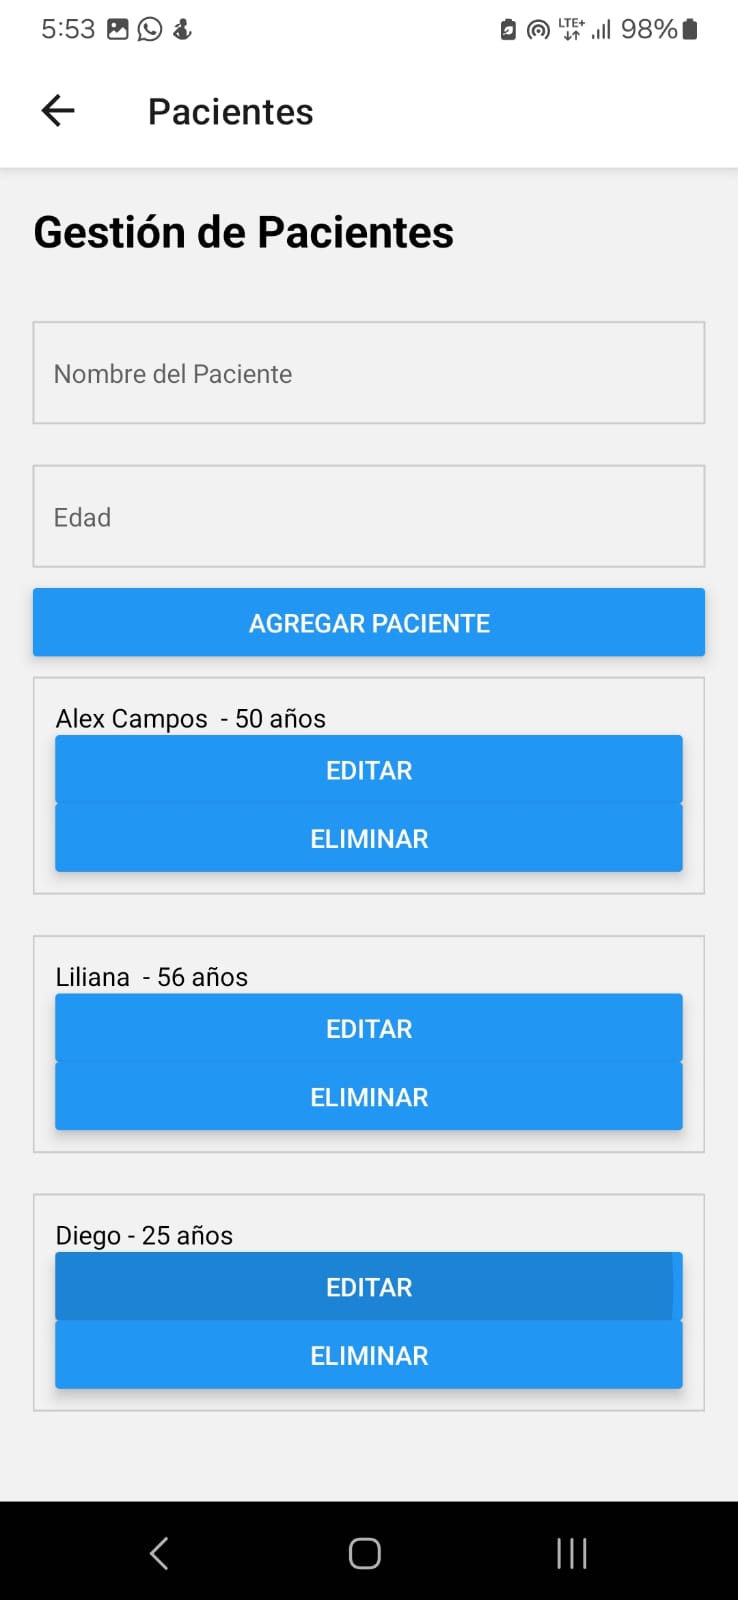 5:53 LTE+ 98%
Pacientes
Gestión de Pacientes
Nombre del Paciente
Edad
AGREGAR PACIENTE
Alex Campos - 50 años
EDITAR
ELIMINAR
Liliana - 56 años
EDITAR
ELIMINAR
Diego - 25 años
EDITAR
ELIMINAR